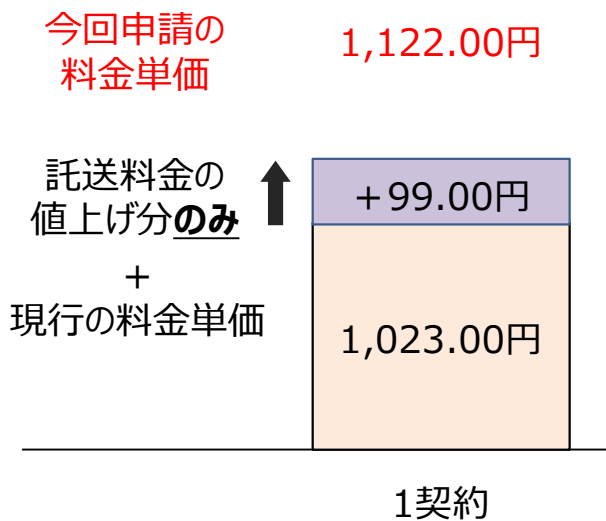 今回申請の
料金単価
1,122.00円
託送料金の
値上げ分のみ
+
現行の料金単価
+99.00円
1,023.00円
1契約